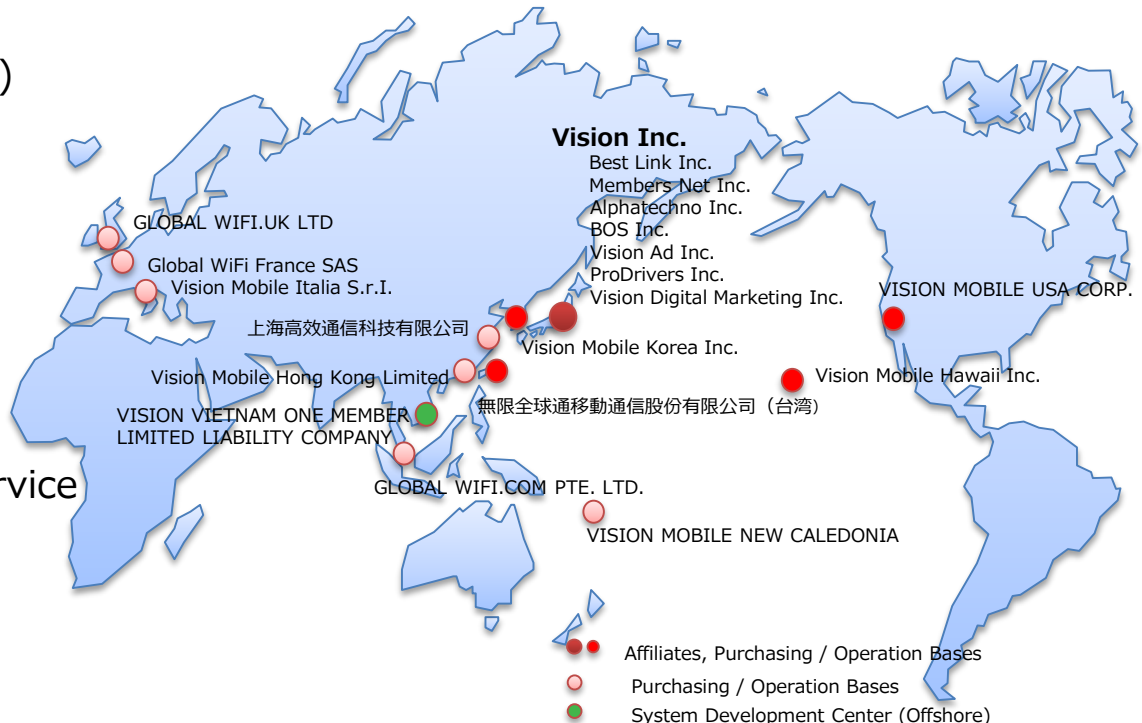 )
Vision Inc.
Best Link Inc.
Members Net Inc.
Alphatechno Inc.
BOS Inc.
Vision Ad Inc.
ProDrivers Inc.
Vision Digital Marketing Inc.
GLOBAL WIFI.UK LTD
Global WiFi France SAS
Vision Mobile Italia S.r.I.
VISION MOBILE USA CORP.
上海高效通信科技有限公司
Vision Mobile Korea Inc.
Vision Mobile Hong Kong Limited
Vision Mobile Hawaii Inc.
無限全球通移動通信股份有限公司（台湾）
VISION VIETNAM ONE MEMBER
LIMITED LIABILITY COMPANY
rvice
GLOBAL WIFI.COM PTE. LTD.
VISION MOBILE NEW CALEDONIA
Affiliates, Purchasing / Operation Bases
Purchasing / Operation Bases
System Development Center (Offshore)